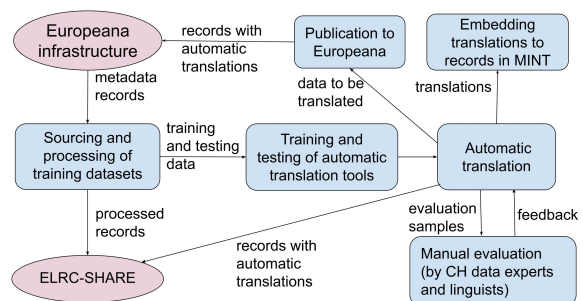 Europeana
infrastructure
records with
automatic
translations
Publication to
Europeana
Embedding
translations to
records in MINT
metadata
records
data to be
translated
translations
Sourcing and
processing of
training datasets
training
and testing
data
Training and
testing of automatic
translation tools
Automatic
translation
processed
records
evaluation
samples
feedback
records with
automatic
translations
ELRC-SHARE
Manual evaluation
(by CH data experts
and linguists)